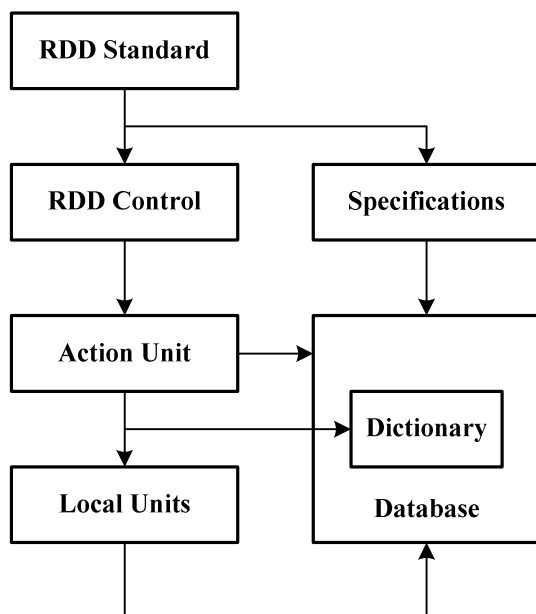 RDD Standard
RDD Control
Specifications
Action Unit
Dictionary
Local Units
Database